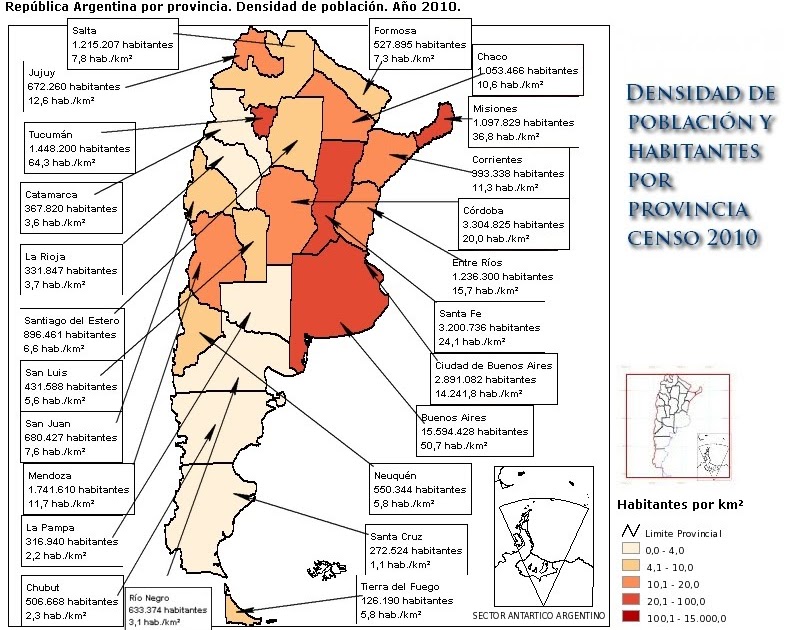 República Argentina por provincia. Densidad de población. Año 2010.
Salta
1.215.207 habitantes
7,8 hab./km²
Formosa
527.895 habitantes
7,3 hab./km²
Jujuy
672.260 habitantes
12,6 hab./km²
Chaco
1.053.466 habitantes
10,6 hab./km²
Misiones
1.097.829 habitantes
36,8 hab./km²
Tucumán
1.448.200 habitantes
64,3 hab./km²
Corrientes
993.338 habitantes
11,3 hab./km²
Catamarca
367.820 habitantes
3,6 hab./km²
Córdoba
3.304.825 habitantes
20,0 hab./km²
La Rioja
331.847 habitantes
3,7 hab./km²
Entre Ríos
1.236.300 habitantes
15,7 hab./km²
Santiago del Estero
896.461 habitantes
6,6 hab./km²
Santa Fe
3.200.736 habitantes
24,1 hab./km²
San Luis
431.588 habitantes
5,6 hab./km²
Ciudad de Buenos Aires
2.891.082 habitantes
14.241,8 hab./km²
San Juan
680.427 habitantes
7,6 hab./km²
Buenos Aires
15.594.428 habitantes
50,7 hab./km²
Mendoza
1.741.610 habitantes
11,7 hab./km²
Neuquén
550.344 habitantes
5,8 hab./km²
La Pampa
316.940 habitantes
2,2 hab./km²
Santa Cruz
272.524 habitantes
1,1 hab./km²
Chubut
506.668 habitantes
2,3 hab./km²
Río Negro
633.374 habitantes
3,1 hab./km²
Tierra del Fuego
126.190 habitantes
5,8 hab./km²
SECTOR ANTARTICO ARGENTINO
DENSIDAD DE
POBLACIÓN Y
HABITANTES
POR
PROVINCIA
CENSO 2010
Habitantes por km²
Limite Provincial
0,0 - 4,0
4,1 - 10,0
10,1 - 20,0
20,1 - 100,0
100,1 - 15.000,0